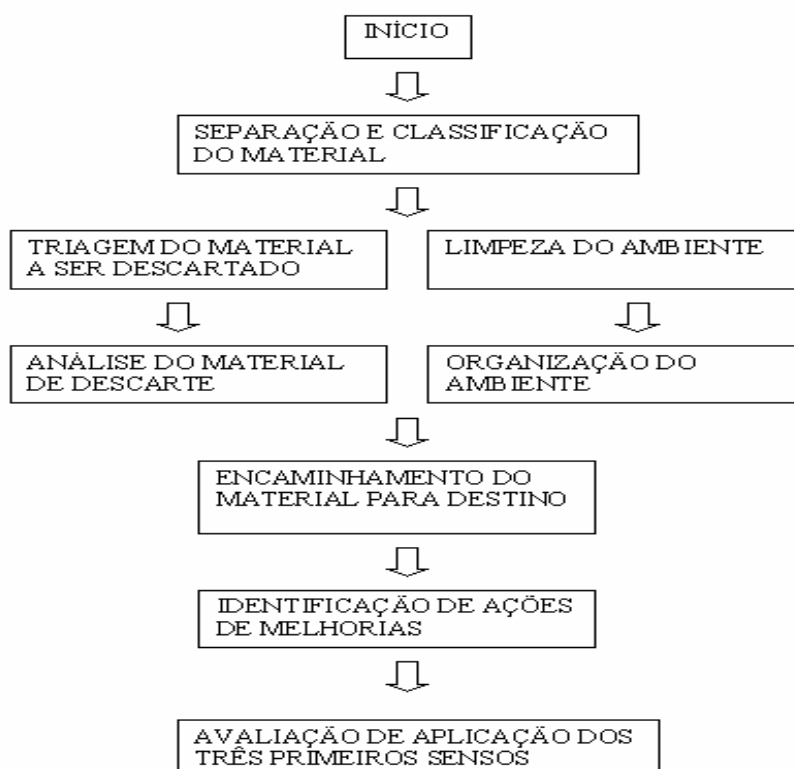 INÍCIO
SEPARAÇÃO E CLASSIFICAÇÃO
DO MATERIAL
TRIAGEM DO MATERIAL
A SER DESCARTADO
LIMPEZA DO AMBIENTE
ANÁLISE DO MATERIAL
DE DESCARTE
ORGANIZAÇÃO DO
AMBIENTE
ENCAMINHAMENTO DO
MATERIAL PARA DESTINO
IDENTIFICAÇÃO DE AÇÕES
DE MELHORIAS
AVALIAÇÃO DE APLICAÇÃO DOS
TRÊS PRIMEIROS SENSOS